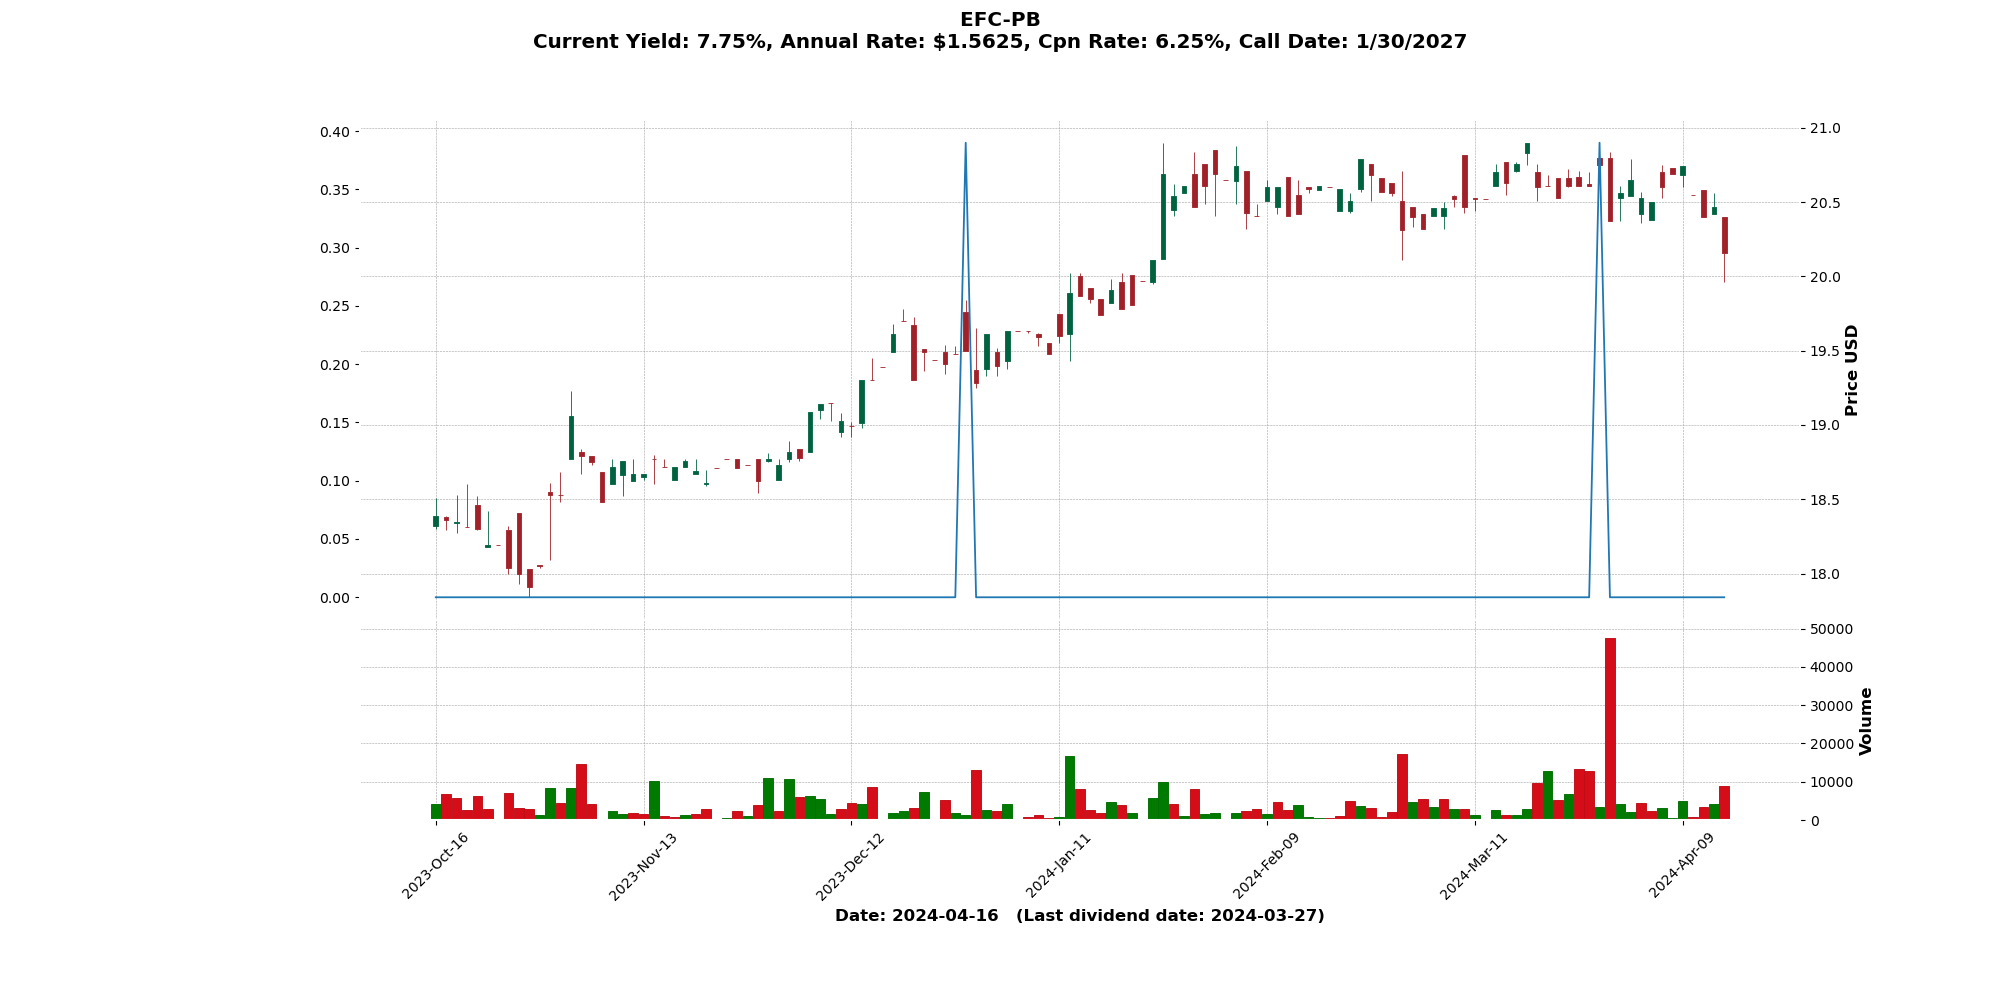 EFC-PB
Current Yield: 7.75%, Annual Rate: $1.5625, Cpn Rate: 6.25%, Call Date: 1/30/2027
0.40
0.35
0.30
0.25
0.20
0.15
0.10
0.05
0.00
21.0
20.5
20.0
19.5
19.0
18.5
18.0
Price USD
50000
40000
30000
20000
10000
0
Volume
2023-Oct-16
2023-Nov-13
2023-Dec-12
2024-Jan-11
2024-Feb-09
2024-Mar-11
2024-Apr-09
Date: 2024-04-16 (Last dividend date: 2024-03-27)